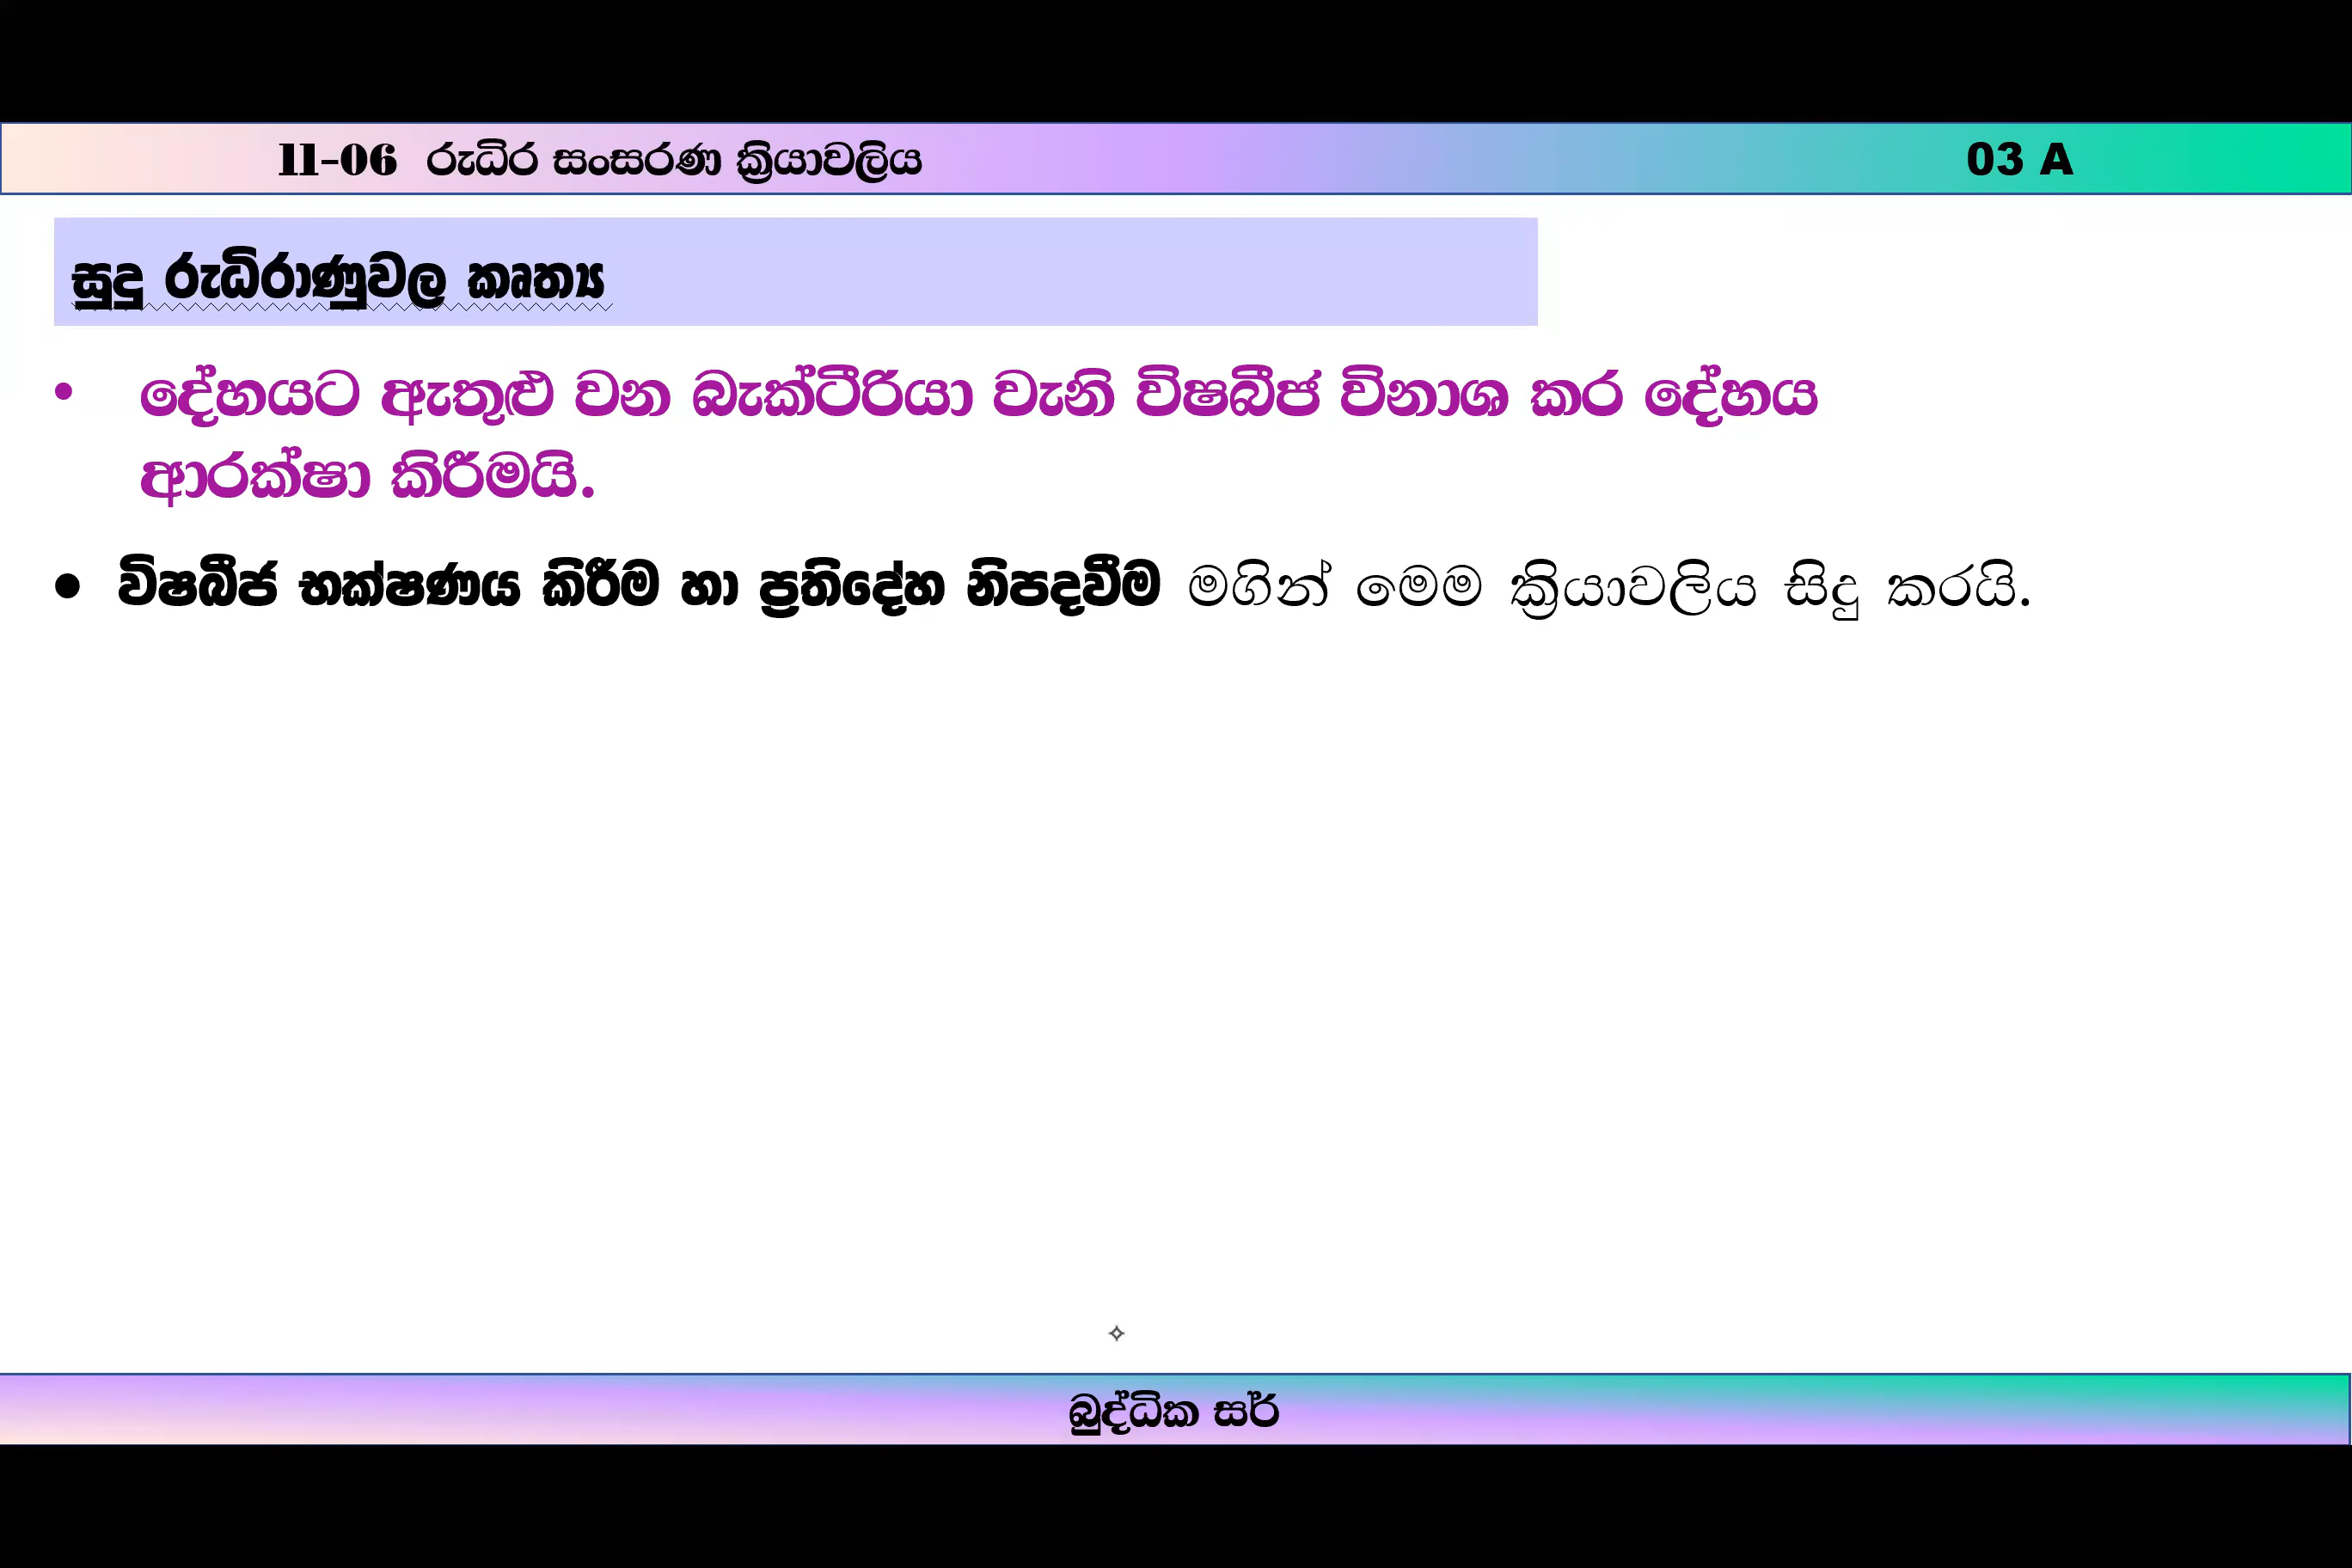 11-06 රුධිර සංසරණ ක්‍රියාවලිය 03 A
සුදු රුධිරාණුවල කෘත්‍ය
• දේහයට ඇතුළු වන බැක්ටීරියා වැනි විෂබීජ විනාශ කර දේහය
ආරක්ෂා කිරීමයි.
• විෂබීජ භක්ෂණය කිරීම හා ප්‍රතිදේහ නිපදවීම මගින් මෙම ක්‍රියාවලිය සිදු කරයි.
බුද්ධික සර්